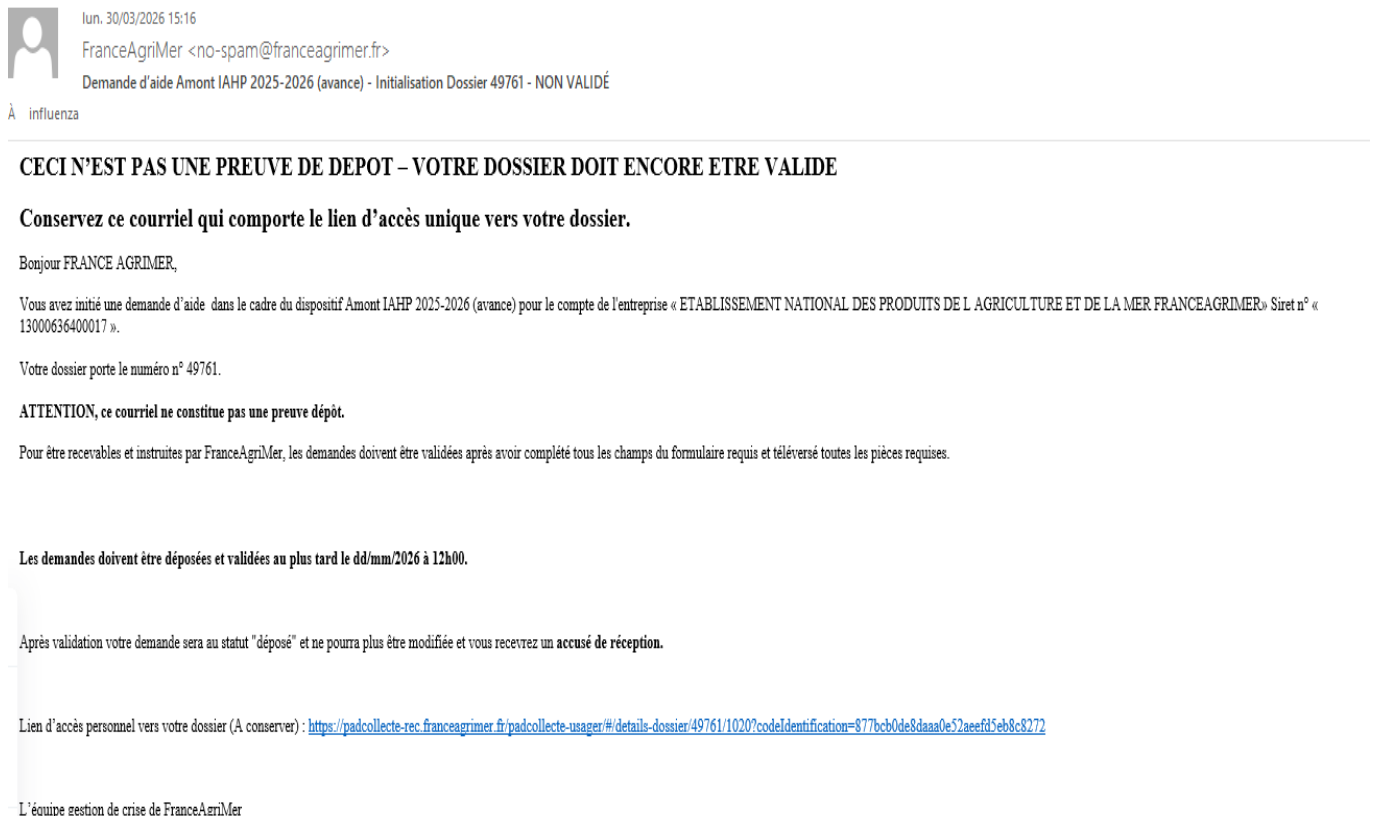 lun. 30/03/2026 15:16
FranceAgriMer <no-spam@franceagrimer.fr>
Demande d'aide Amont IAHP 2025-2026 (avance) - Initialisation Dossier 49761 - NON VALIDÉ
À influenza
CECI N'EST PAS UNE PREUVE DE DEPOT – VOTRE DOSSIER DOIT ENCORE ETRE VALIDE
Conservez ce courriel qui comporte le lien d'accès unique vers votre dossier.
Bonjour FRANCE AGRIMER,
Vous avez initié une demande d'aide dans le cadre du dispositif Amont IAHP 2025-2026 (avance) pour le compte de l'entreprise « ETABLISSEMENT NATIONAL DES PRODUITS DE L AGRICULTURE ET DE LA MER FRANCEAGRIMER» Siret n° «
13000636400017 ».
Votre dossier porte le numéro n° 49761.
ATTENTION, ce courriel ne constitue pas une preuve dépôt.
Pour être recevables et instruites par FranceAgriMer, les demandes doivent être validées après avoir complété tous les champs du formulaire requis et téléversé toutes les pièces requises.
Les demandes doivent être déposées et validées au plus tard le dd/mm/2026 à 12h00.
Après validation votre demande sera au statut "déposé" et ne pourra plus être modifiée et vous recevrez un accusé de réception.
Lien d'accès personnel vers votre dossier (A conserver) : https://padcollecte-rec.franceagrimer.fr/padcollecte-usager/#/details-dossier/49761/1020?codeIdentification=877bcb0de8daaa0e52aeefd5eb8c8272
L'équipe gestion de crise de FranceAgriMer